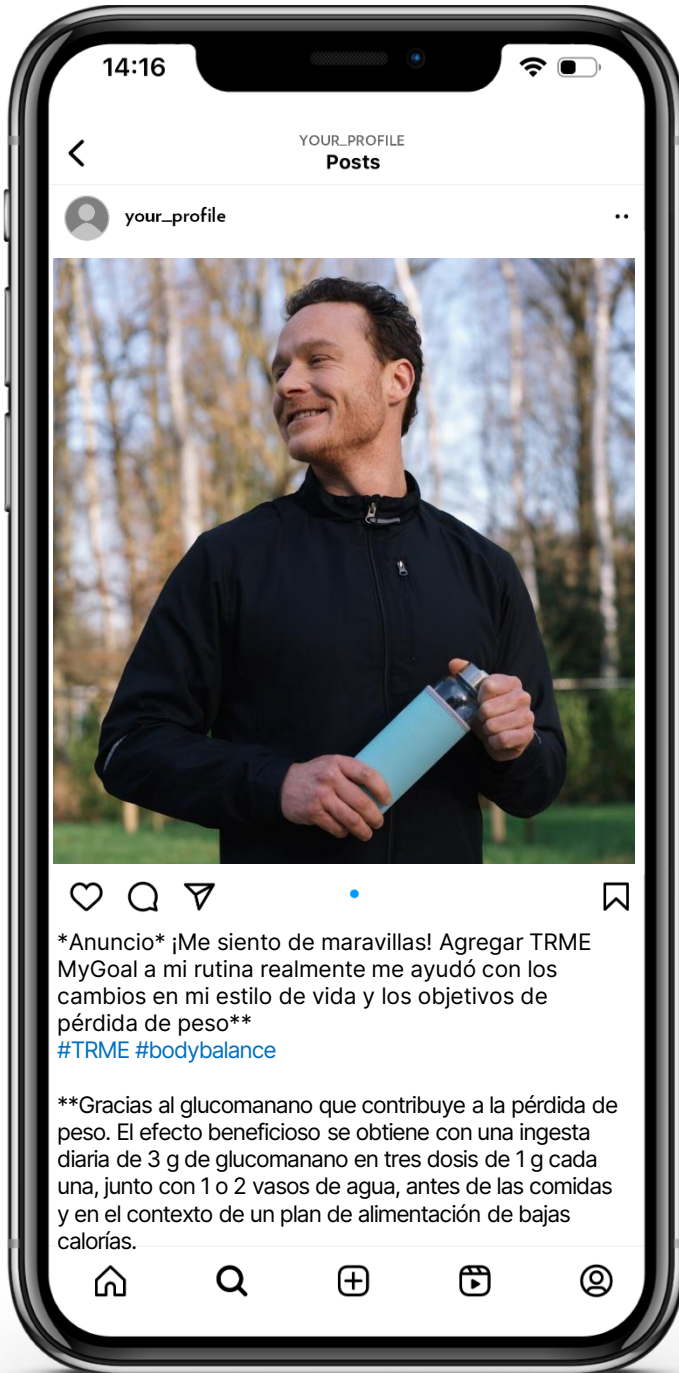 14:16
YOUR_PROFILE
Posts
your_profile
*Anuncio* ¡Me siento de maravillas! Agregar TRME
MyGoal a mi rutina realmente me ayudó con los
cambios en mi estilo de vida y los objetivos de
pérdida de peso**
#TRME #bodybalance
**Gracias al glucomanano que contribuye a la pérdida de
peso. El efecto beneficioso se obtiene con una ingesta
diaria de 3 g de glucomanano en tres dosis de 1 g cada
una, junto con 1 o 2 vasos de agua, antes de las comidas
y en el contexto de un plan de alimentación de bajas
calorías.